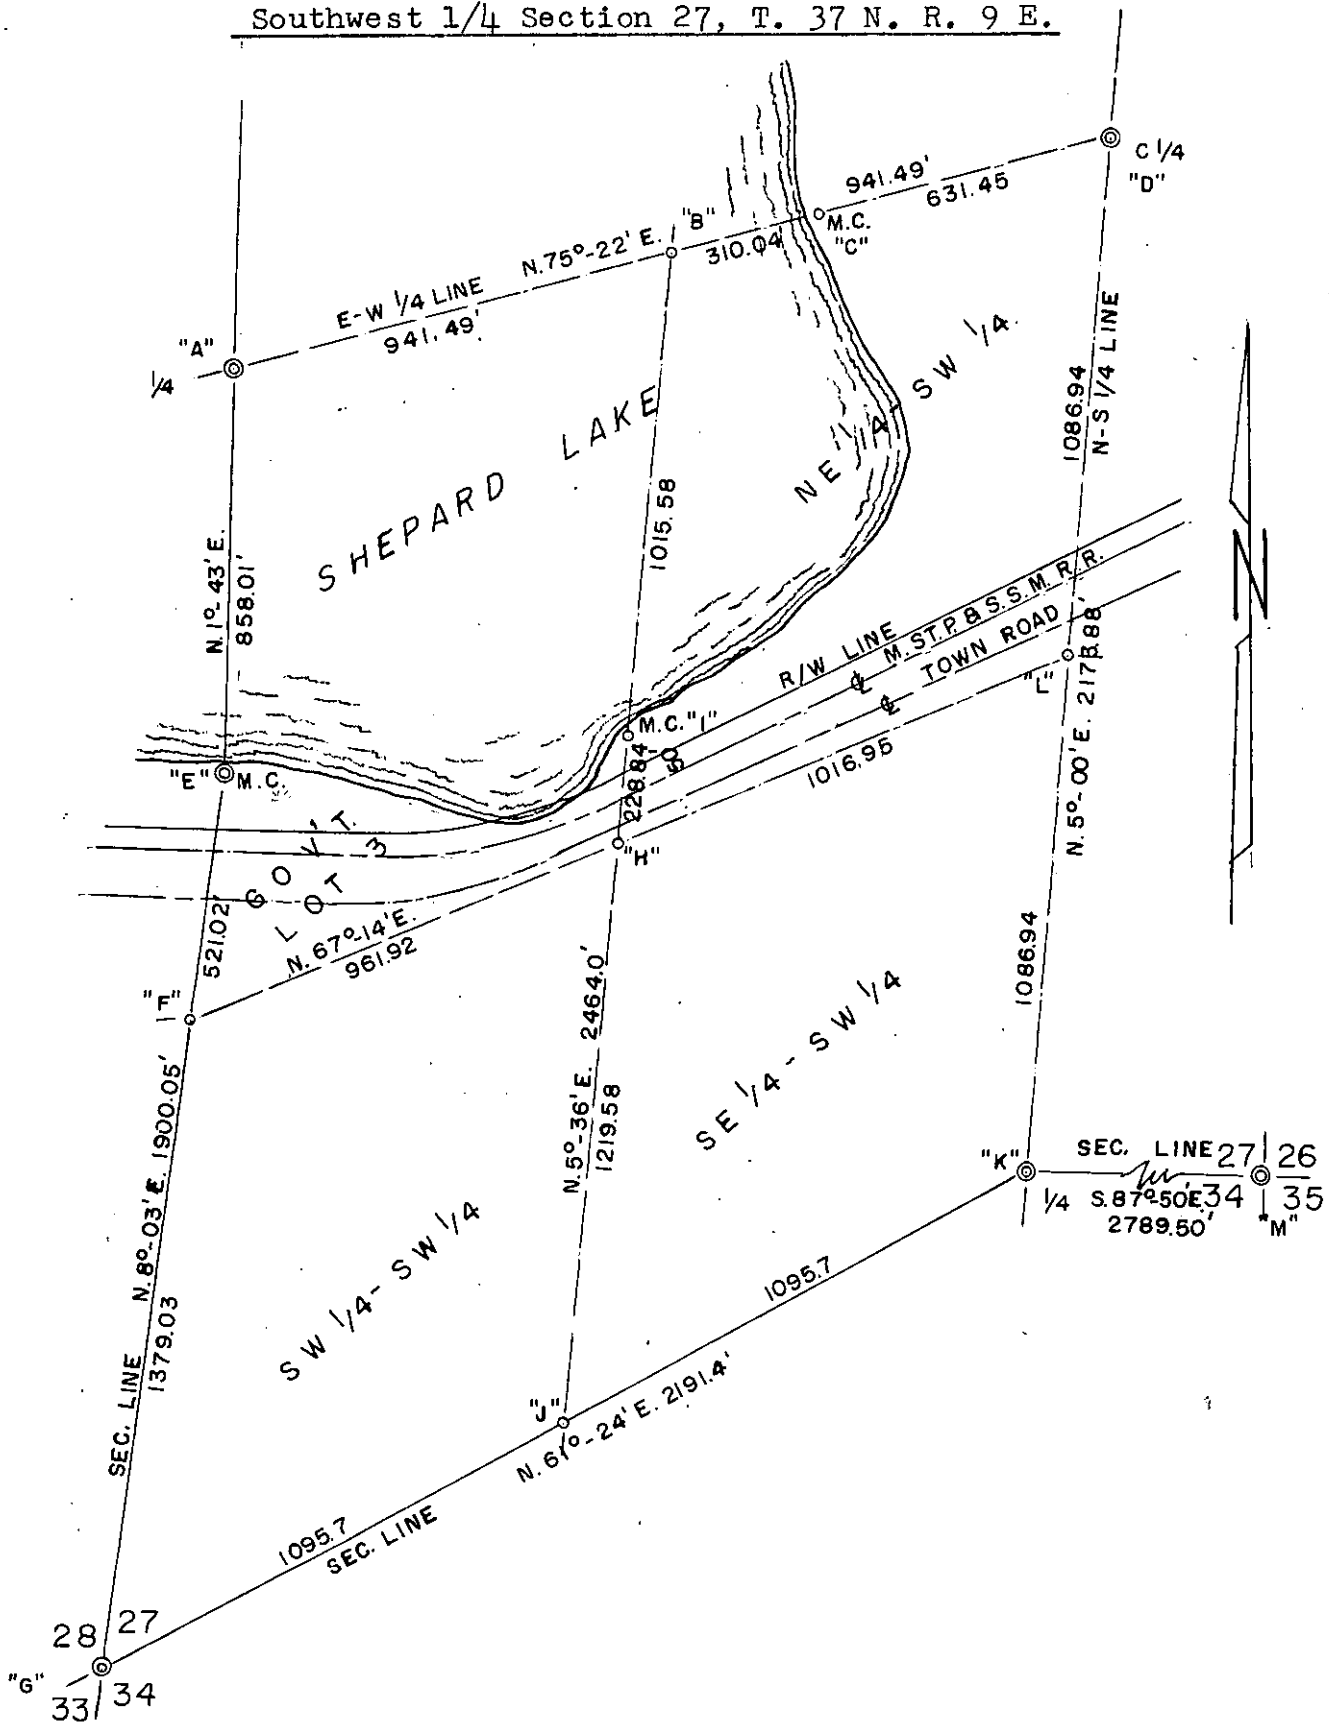 Southwest 1/4 Section 27, T. 37 N. R. 9 E.
C 1/4
"D"
941.49'
631.45
M.C.
"C"
"B"
310.04
N.75°-22' E.
E-W 1/4 LINE
941.49'
"A"
1/4
SHEPARD LAKE
NE 1/4 - SW 1/4
1086.94
N-S 1/4 LINE
N
N.1°-43' E.
858.01'
1015.58
R/W LINE
℄ M. ST. P. & S. S. M. R. R.
℄ TOWN ROAD
"L"
M.C. "I"
50'
228.84
"H"
1016.95
"E" M.C.
GOV'T.
LOT 3
521.02'
N. 67°-14' E.
961.92
"F"
N. 5°-00' E. 2173.88'
1086.94
N. 5°-36' E. 2464.0'
1219.58
SE 1/4 - SW 1/4
SW 1/4 - SW 1/4
SEC. LINE N. 8°-03' E. 1900.05'
1379.03
"K"
1/4
SEC. LINE
S. 87°-50' E.
2789.50'
27 26
34 35
"M"
1095.7
"J"
N. 61°-24' E. 2191.4'
1095.7
SEC. LINE
28 27
"G"
33 34